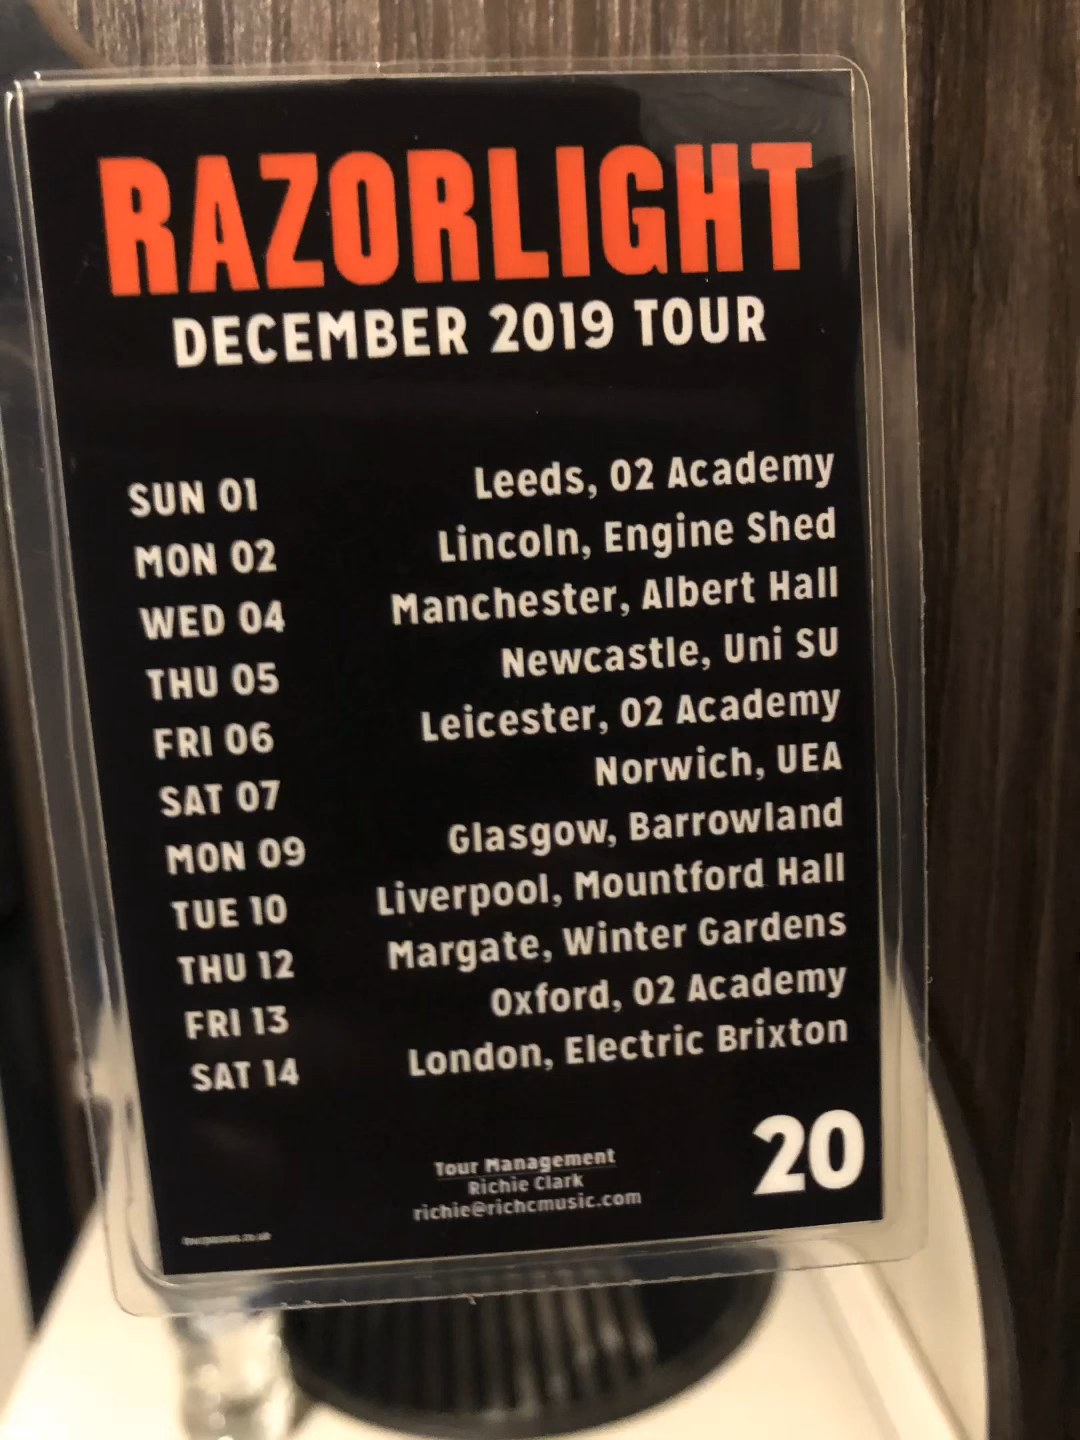 RAZORLIGHT
DECEMBER 2019 TOUR
SUN 01 Leeds, O2 Academy
MON 02 Lincoln, Engine Shed
WED 04 Manchester, Albert Hall
THU 05 Newcastle, Uni SU
FRI 06 Leicester, O2 Academy
SAT 07 Norwich, UEA
MON 09 Glasgow, Barrowland
TUE 10 Liverpool, Mountford Hall
THU 12 Margate, Winter Gardens
FRI 13 Oxford, O2 Academy
SAT 14 London, Electric Brixton
20
Tour Management
Richie Clark
richie@richcmusic.com